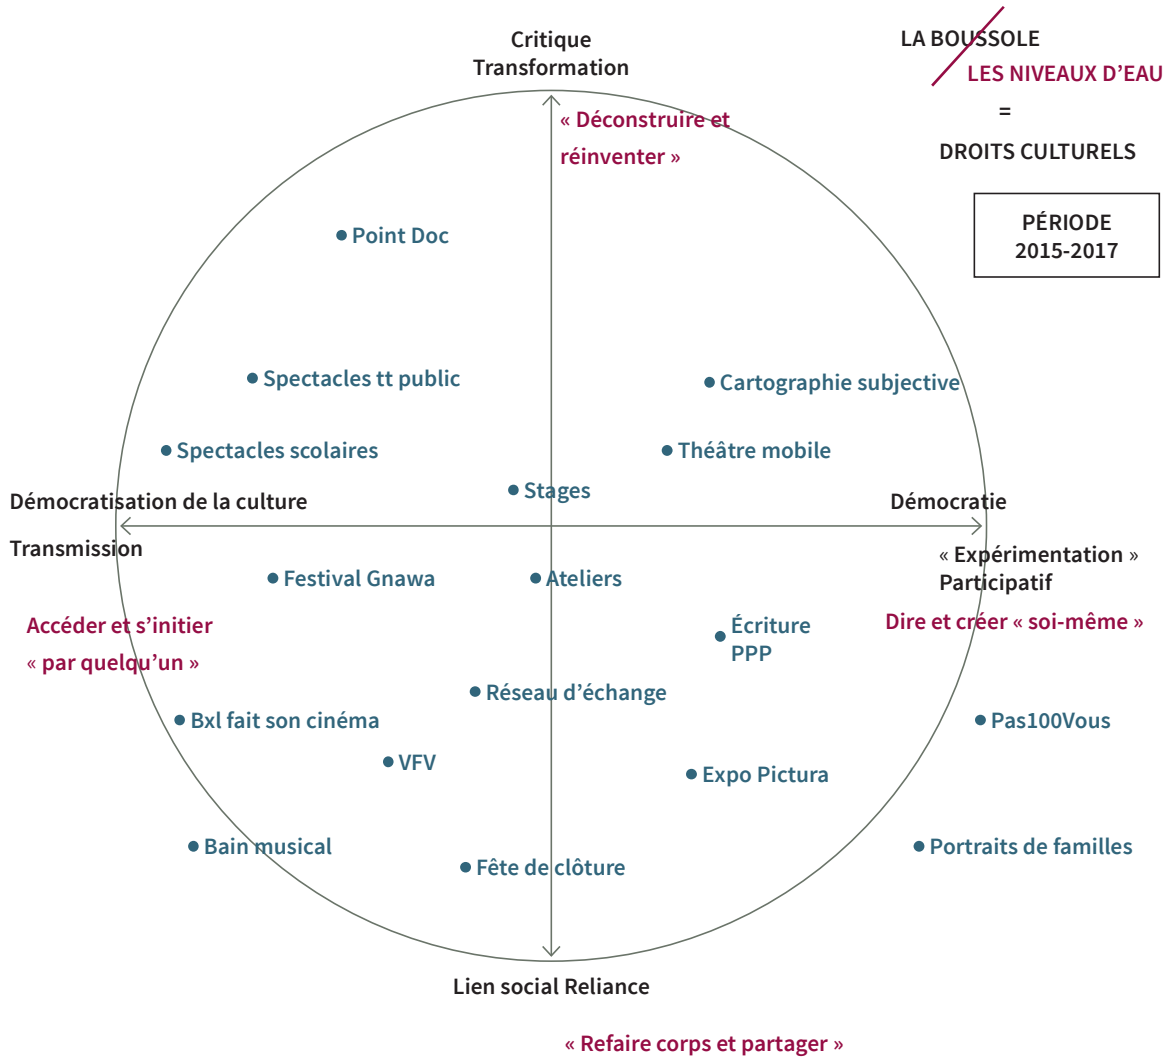 Critique
Transformation
LA BOUSSOLE
LES NIVEAUX D’EAU
=
DROITS CULTURELS
PÉRIODE
2015-2017
« Déconstruire et
réinventer »
Point Doc
Spectacles tt public
Cartographie subjective
Spectacles scolaires
Théâtre mobile
Stages
Démocratisation de la culture
Démocratie
Transmission
« Expérimentation »
Participatif
Festival Gnawa
Ateliers
Accéder et s’initier
« par quelqu’un »
Dire et créer « soi-même »
Écriture
PPP
Réseau d’échange
Bxl fait son cinéma
Pas100Vous
VFV
Expo Pictura
Bain musical
Portraits de familles
Fête de clôture
Lien social Reliance
« Refaire corps et partager »